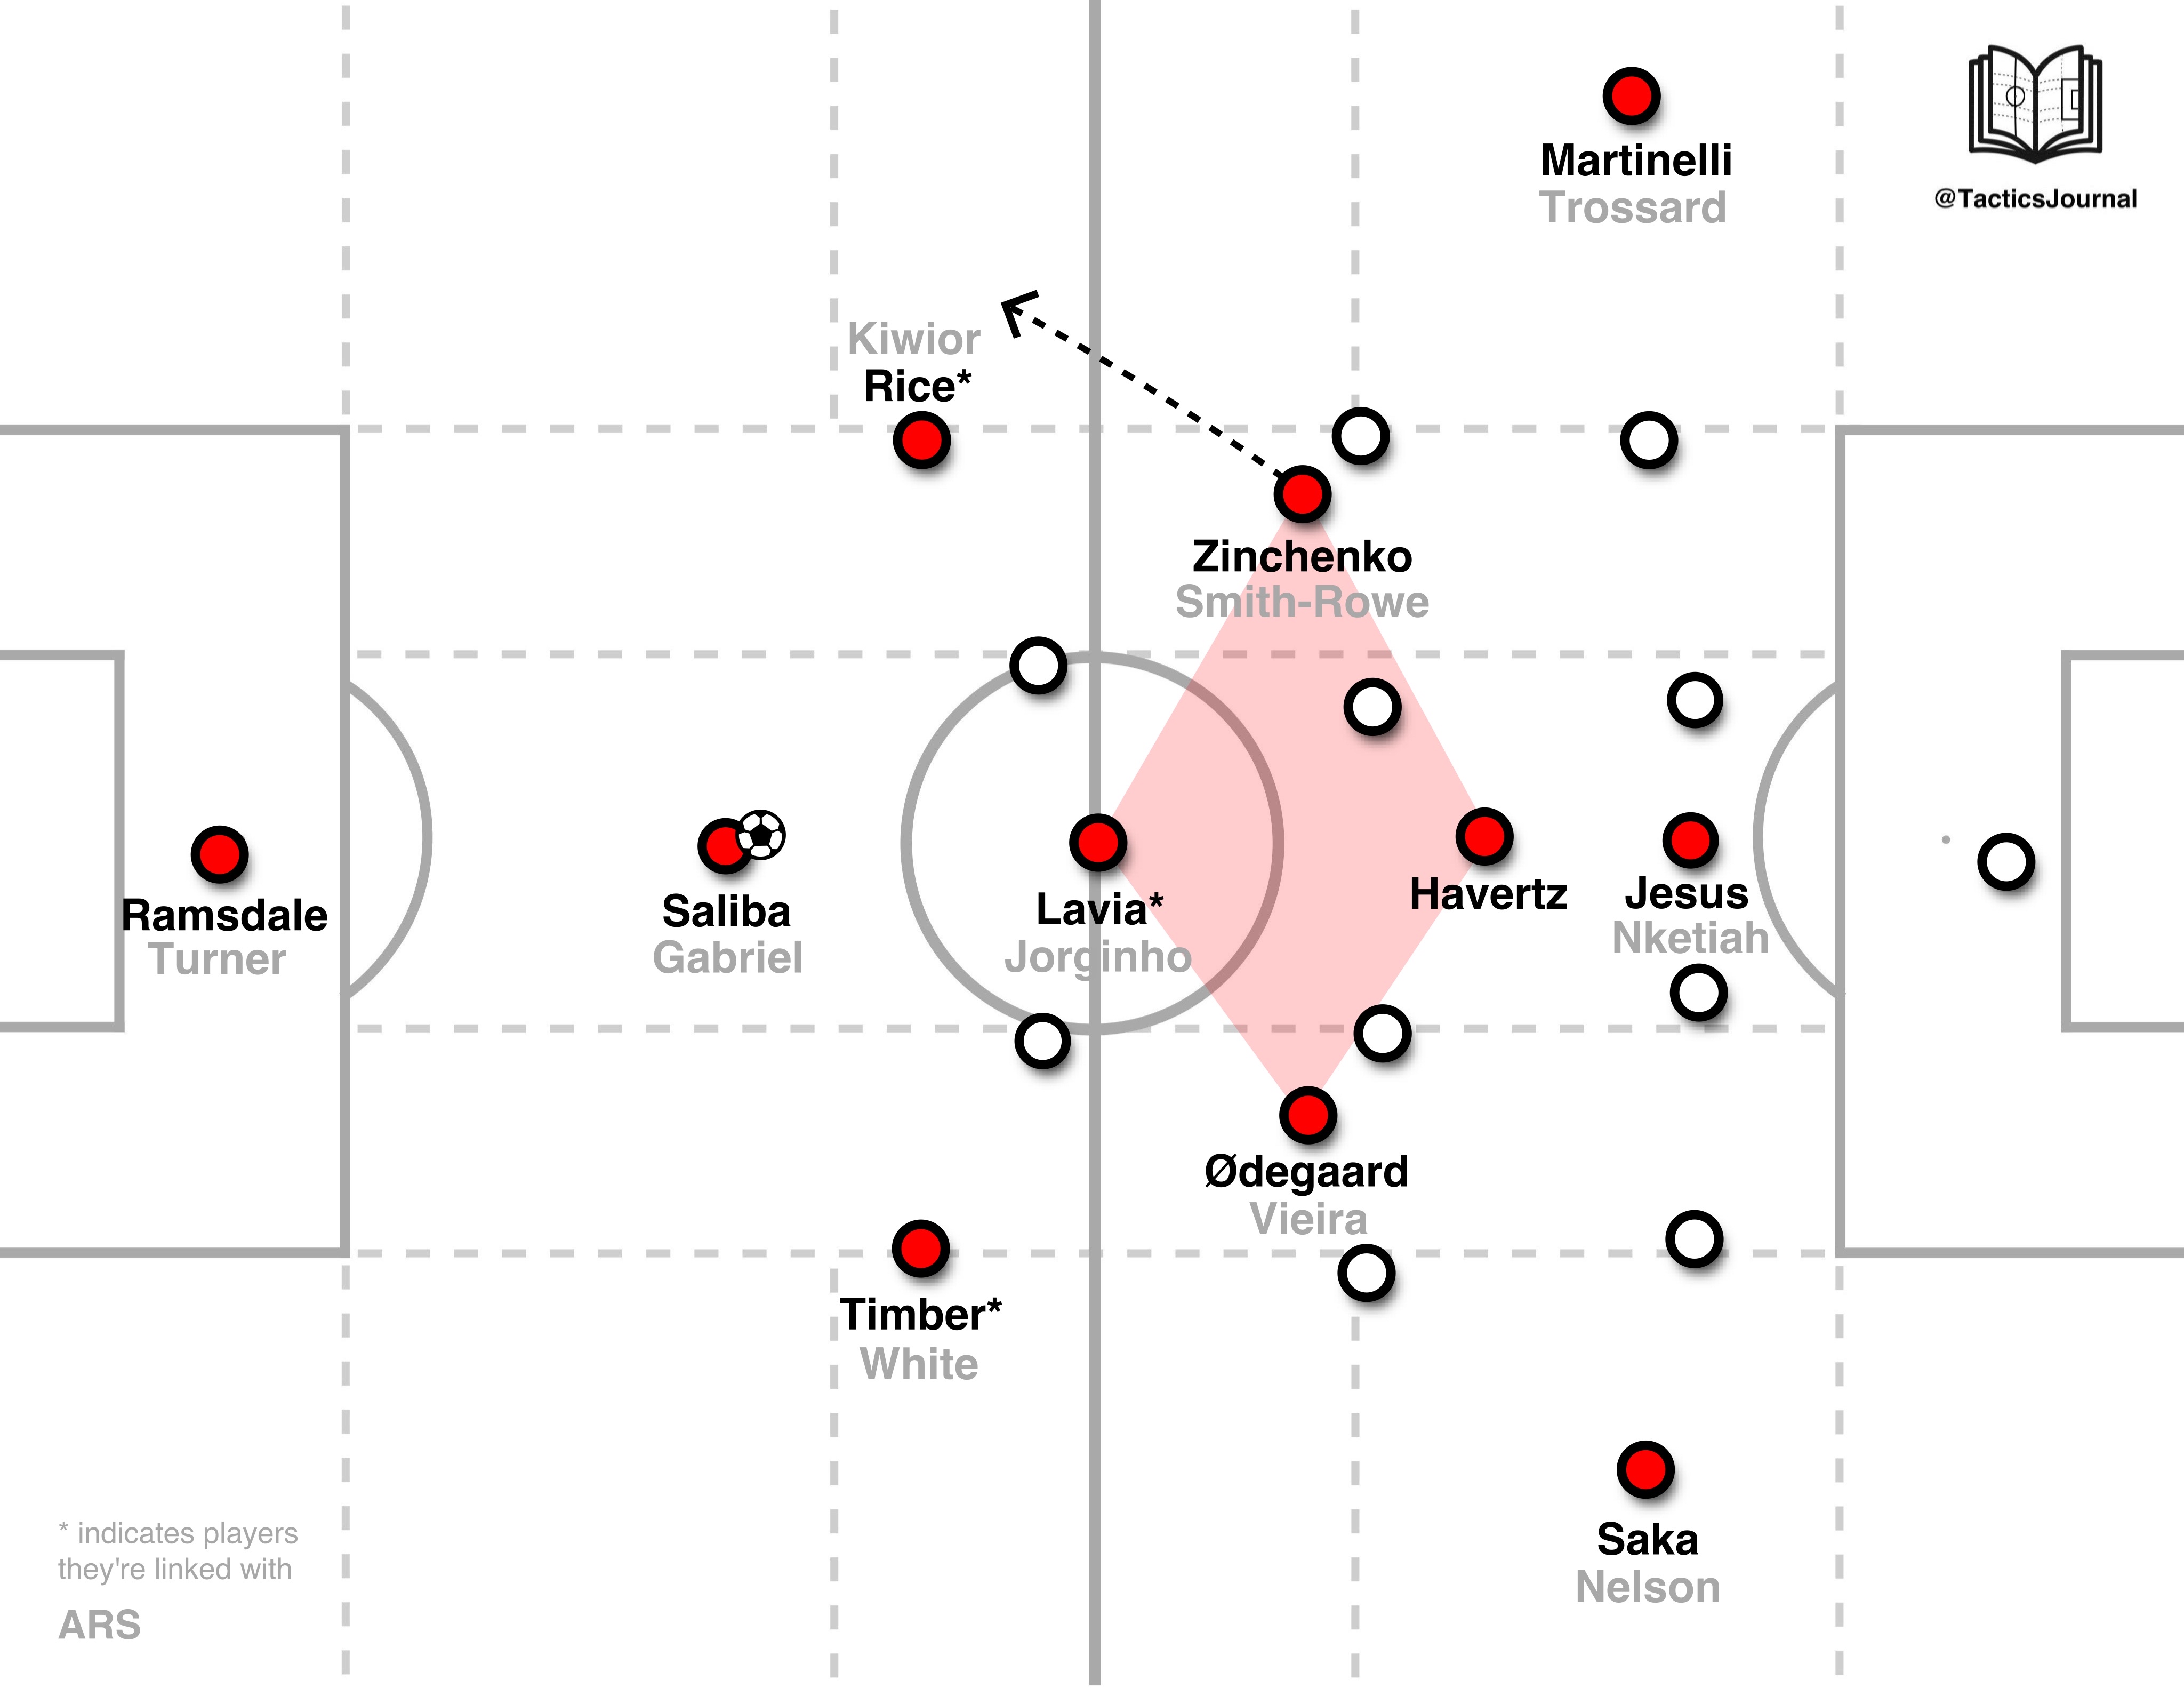 @TacticsJournal
Martinelli
Trossard
Kiwior
Rice*
Zinchenko
Smith-Rowe
Ramsdale
Turner
Saliba
Gabriel
Lavia*
Jorginho
Havertz
Jesus
Nketiah
Ødegaard
Vieira
Timber*
White
Saka
Nelson
* indicates players
they're linked with
ARS